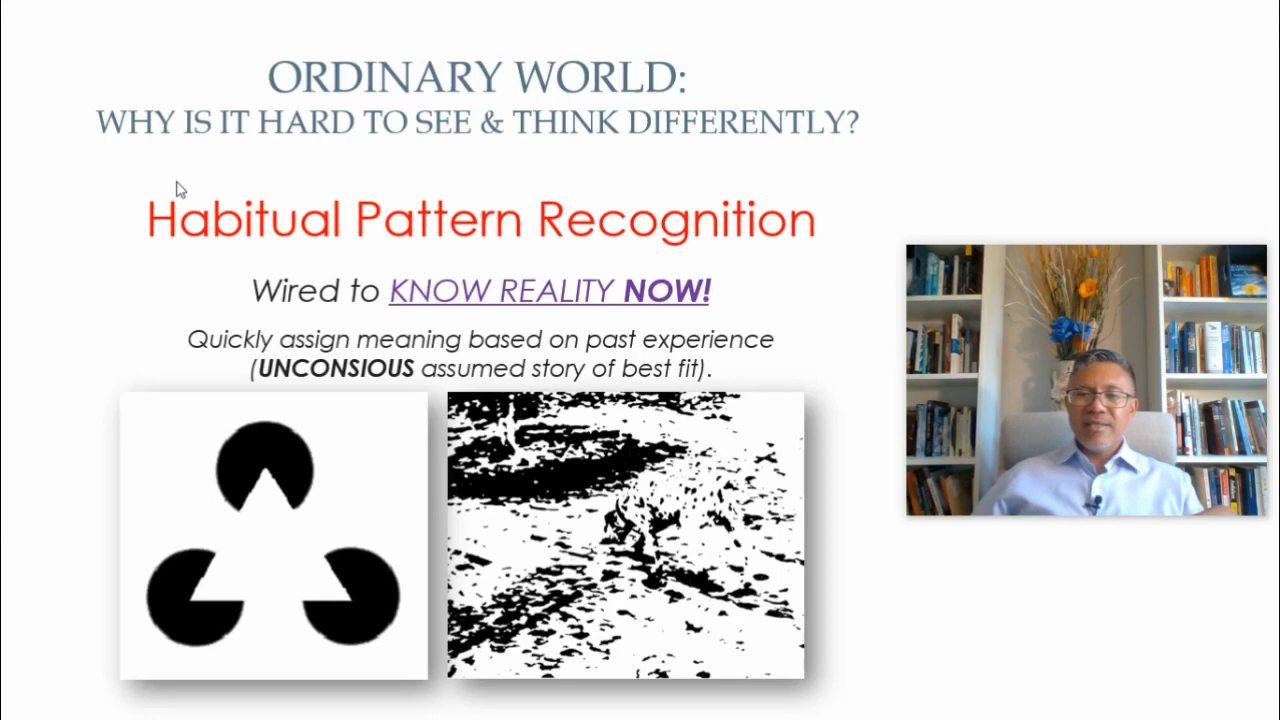 ORDINARY WORLD:
WHY IS IT HARD TO SEE & THINK DIFFERENTLY?
Habitual Pattern Recognition
Wired to KNOW REALITY NOW!
Quickly assign meaning based on past experience
(UNCONSIOUS assumed story of best fit).